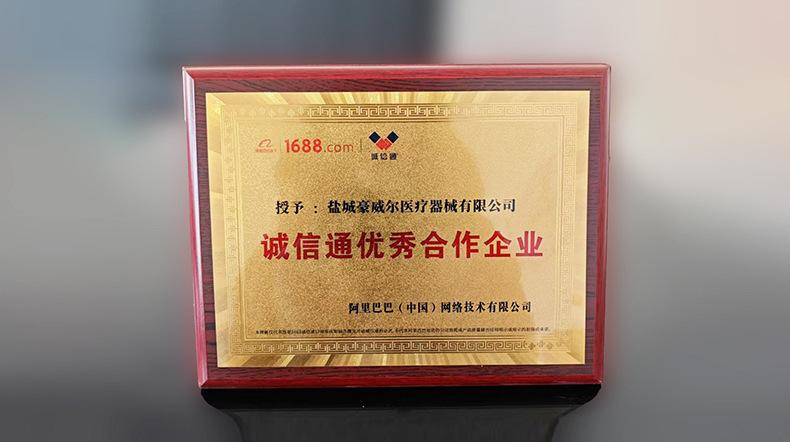 1688.com
诚信通
授予 : 盐城豪威尔医疗器械有限公司
诚信通优秀合作企业
阿里巴巴(中国)网络技术有限公司